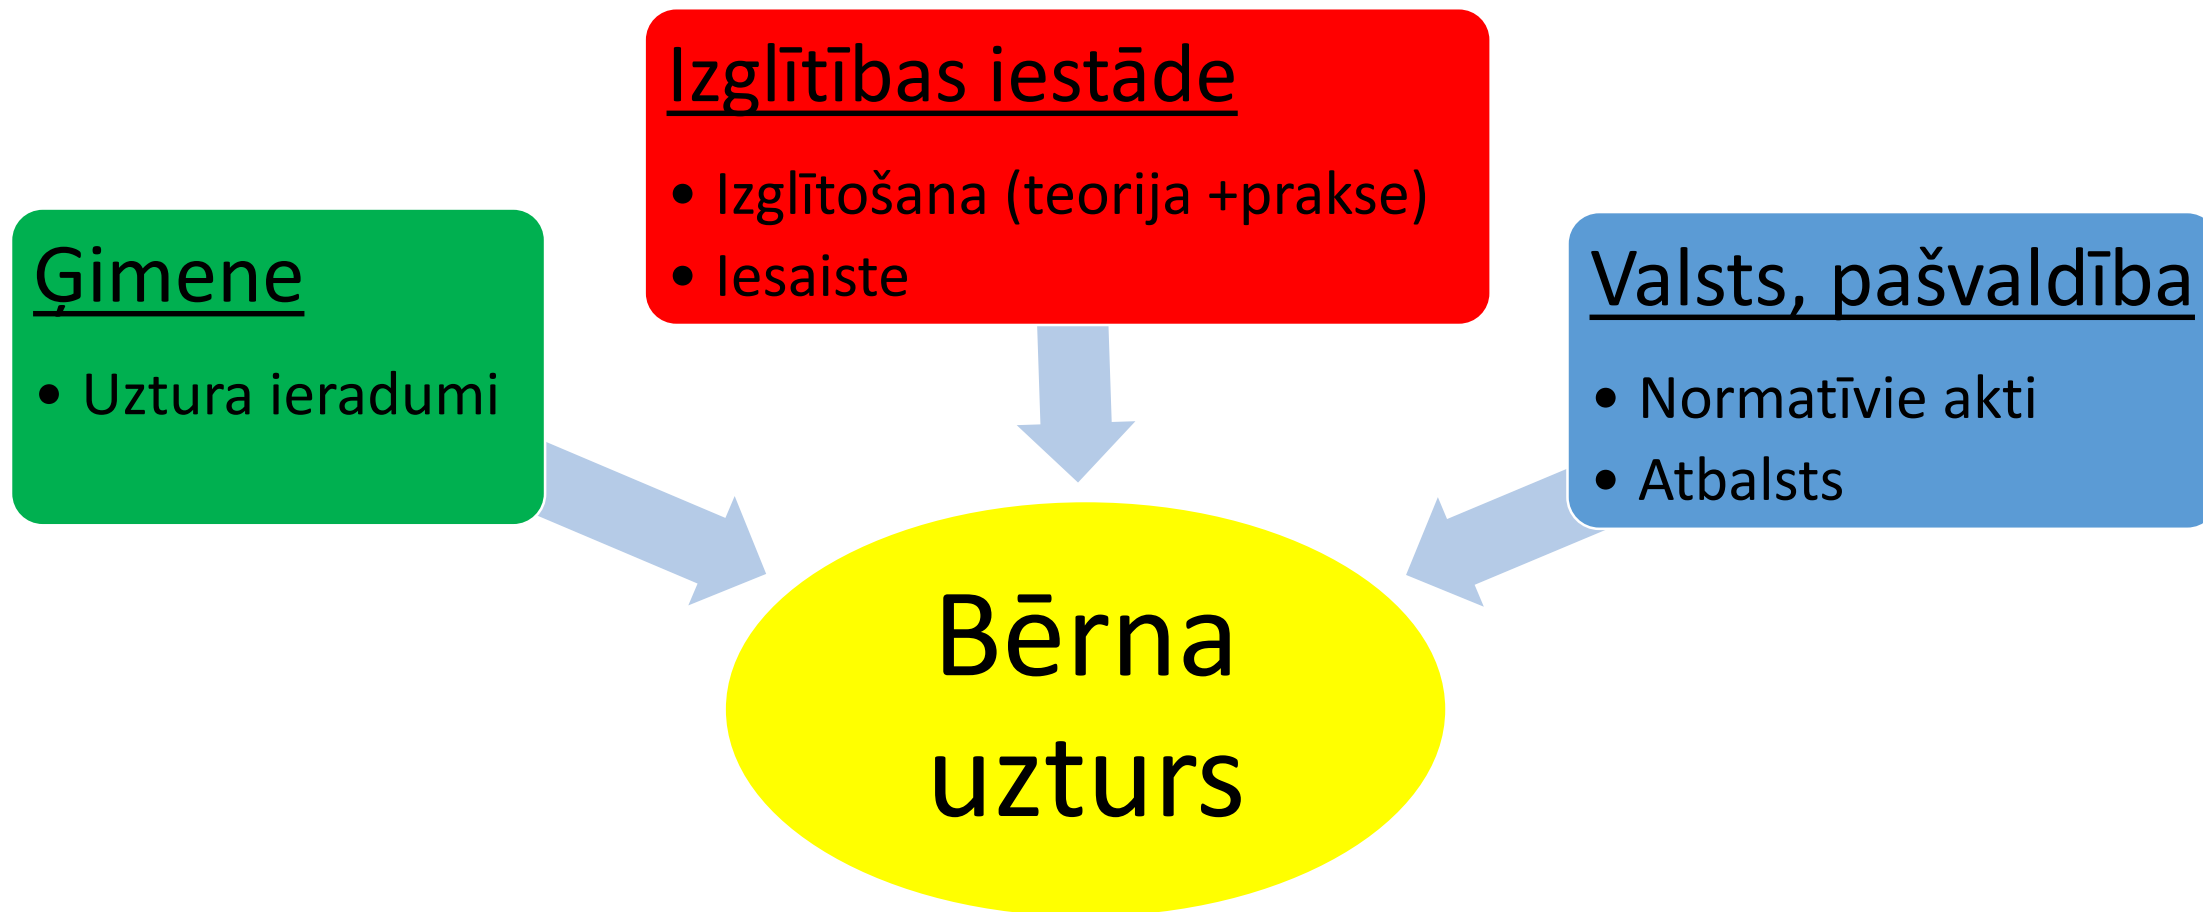 Izglītības iestāde
• Izglītošana (teorija +prakse)
• Iesaiste
Ģimene
• Uztura ieradumi
Valsts, pašvaldība
• Normatīvie akti
• Atbalsts
Bērna
uzturs